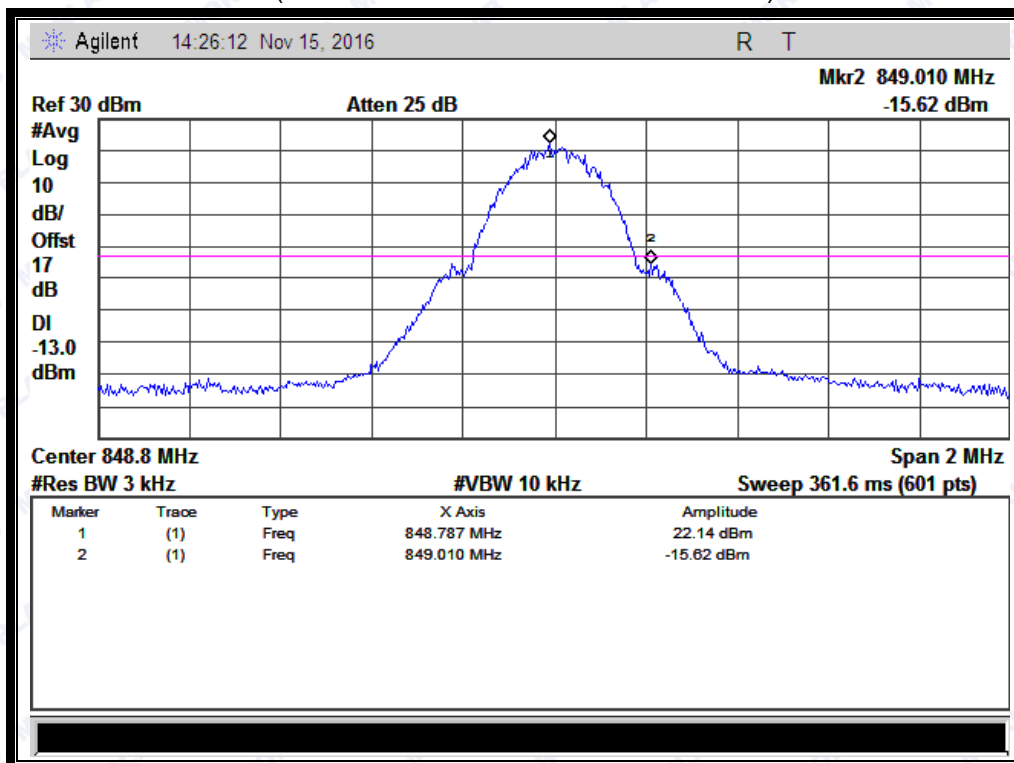 Agilent 14:26:12 Nov 15, 2016 R T
Mkr2 849.010 MHz
Ref 30 dBm Atten 25 dB -15.62 dBm
#Avg
Log
10
dB/
Offst
17
dB
DI
-13.0
dBm
1
2
Center 848.8 MHz Span 2 MHz
#Res BW 3 kHz #VBW 10 kHz Sweep 361.6 ms (601 pts)
Marker Trace Type X Axis Amplitude
1 (1) Freq 848.787 MHz 22.14 dBm
2 (1) Freq 849.010 MHz -15.62 dBm